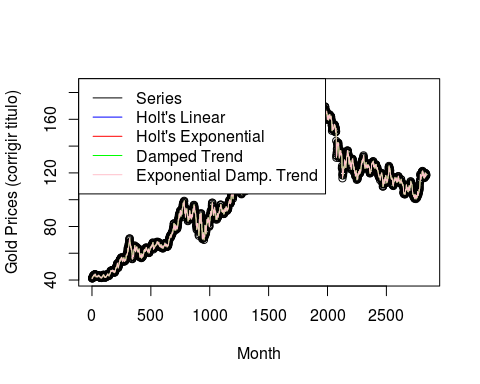 Gold Prices (corrigir titulo)
160
120
80
40
Series
Holt's Linear
Holt's Exponential
Damped Trend
Exponential Damp. Trend
0 500 1000 1500 2000 2500
Month